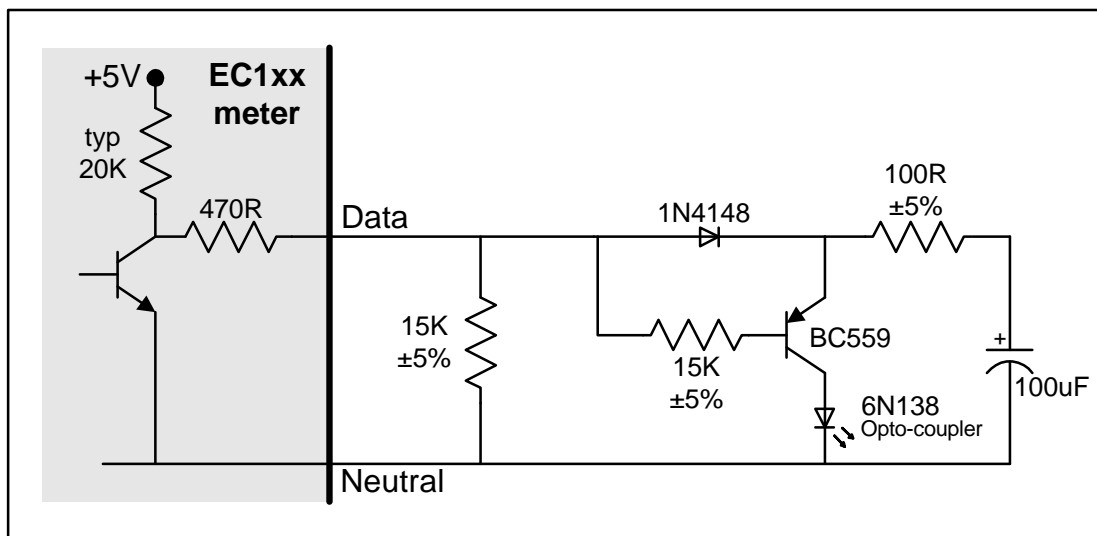 +5V
EC1xx
meter
typ
20K
470R
Data
1N4148
100R
±5%
15K
±5%
15K
±5%
BC559
+
100uF
6N138
Opto-coupler
Neutral